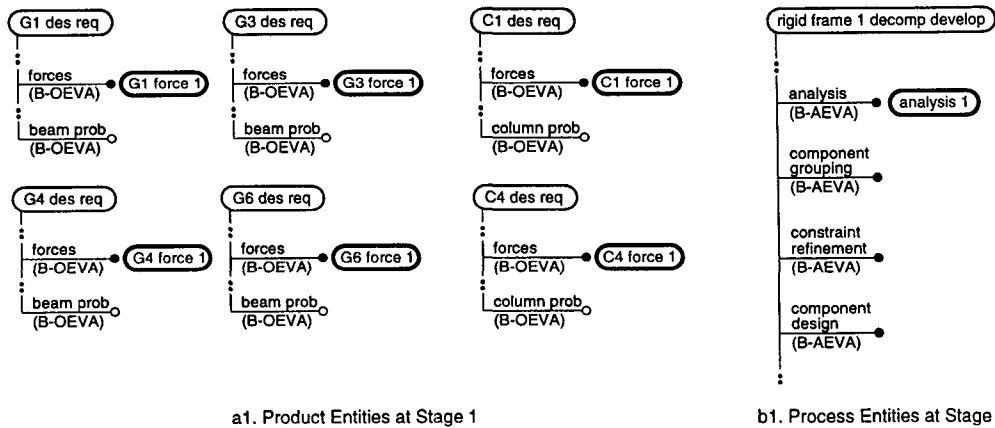 G1 des req
forces
(B-OEVA)
G1 force 1
beam prob
(B-OEVA)
G3 des req
forces
(B-OEVA)
G3 force 1
beam prob
(B-OEVA)
C1 des req
forces
(B-OEVA)
C1 force 1
column prob
(B-OEVA)
G4 des req
forces
(B-OEVA)
G4 force 1
beam prob
(B-OEVA)
G6 des req
forces
(B-OEVA)
G6 force 1
beam prob
(B-OEVA)
C4 des req
forces
(B-OEVA)
C4 force 1
column prob
(B-OEVA)
a1. Product Entities at Stage 1
rigid frame 1 decomp develop
analysis
(B-AEVA)
analysis 1
component
grouping
(B-AEVA)
constraint
refinement
(B-AEVA)
component
design
(B-AEVA)
b1. Process Entities at Stage